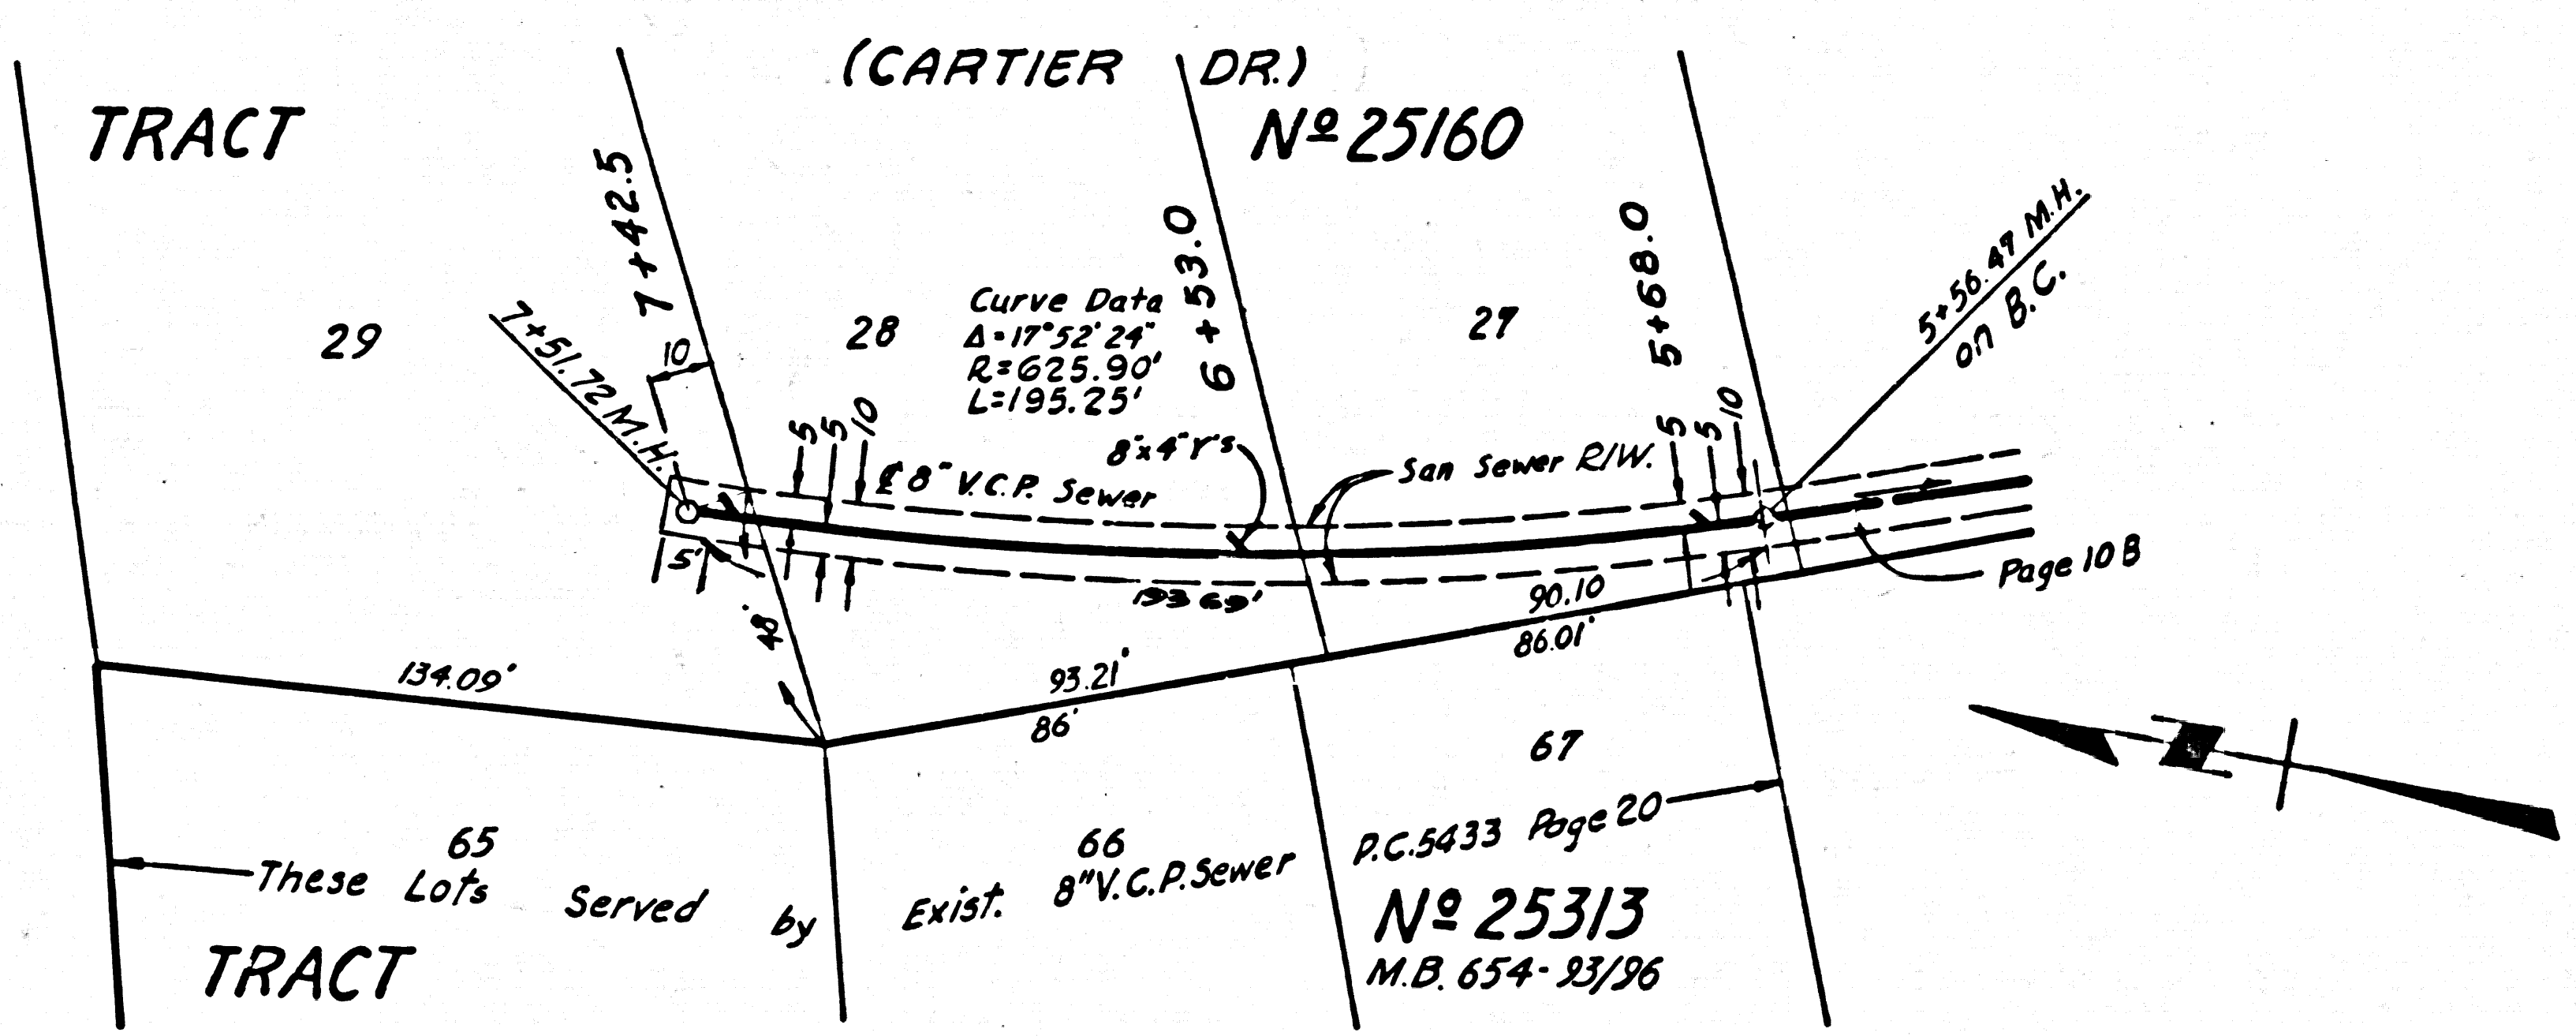 (CARTIER DR.)
TRACT Nº 25160
7+42.5
6+53.0
5+68.0
5+56.47 M.H.
on B.C.
7+51.72 M.H.
29
28
27
Curve Data
Δ=17°52'24"
R=625.90'
L=195.25'
10
5
5
10
℄ 8" V.C.P. Sewer
8"x4" Y's
San Sewer R/W.
5
5
10
5'
48'
193.69'
90.10
86.01'
Page 10 B
134.09'
93.21'
86'
65
66
67
These Lots Served by Exist. 8"V.C.P. Sewer
P.C. 5433 Page 20
TRACT Nº 25313
M.B. 654-93/96
N